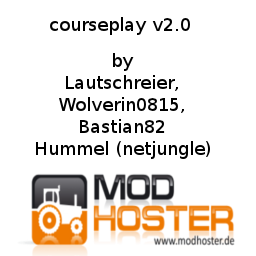 courseplay v2.0
by
Lautschreier,
Wolverin0815,
Bastian82
Hummel (netjungle)
MOD
HOSTER
www.modhoster.de